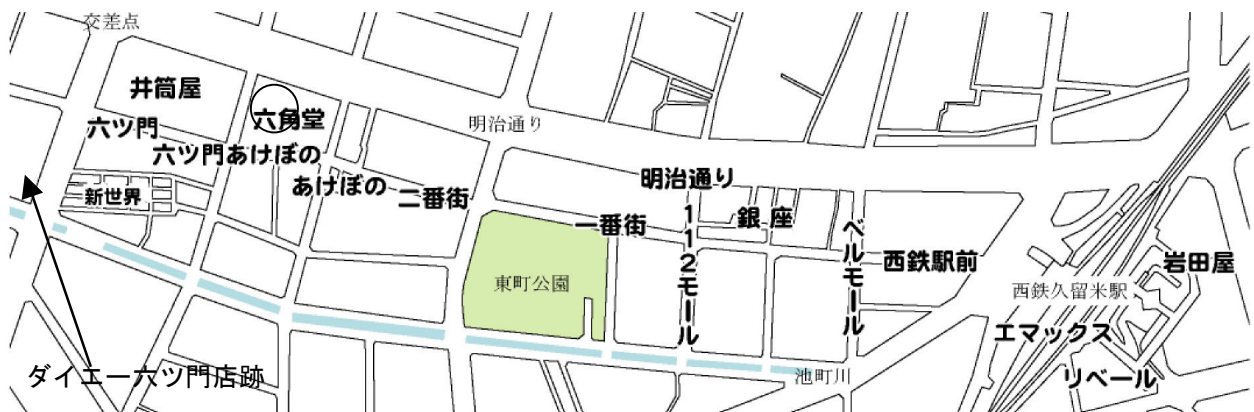 交差点
井筒屋
六角堂
六ツ門
明治通り
六ツ門あけぼの
新世界
あけぼの
二番街
明治通り
一番街
112モール
銀座
ベルモール
西鉄駅前
岩田屋
東町公園
西鉄久留米駅
エマックス
リベール
池町川
ダイエー六ツ門店跡